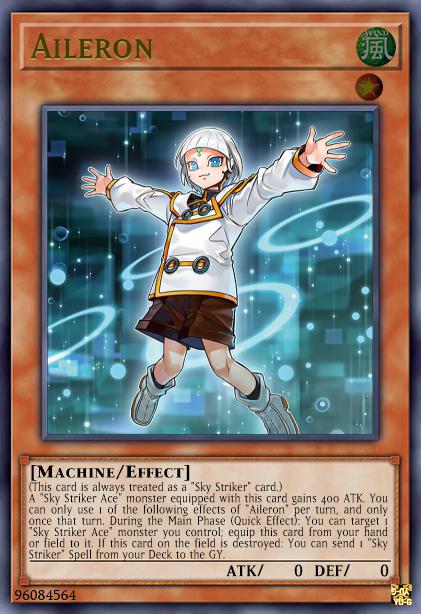 AILERON
WIND
風
[MACHINE/EFFECT]
(This card is always treated as a "Sky Striker" card.)
A "Sky Striker Ace" monster equipped with this card gains 400 ATK. You
can only use 1 of the following effects of "Aileron" per turn, and only
once that turn. During the Main Phase (Quick Effect): You can target 1
"Sky Striker Ace" monster you control; equip this card from your hand
or field to it. If this card on the field is destroyed: You can send 1 "Sky
Striker" Spell from your Deck to the GY.
ATK/ 0 DEF/ 0
96084564